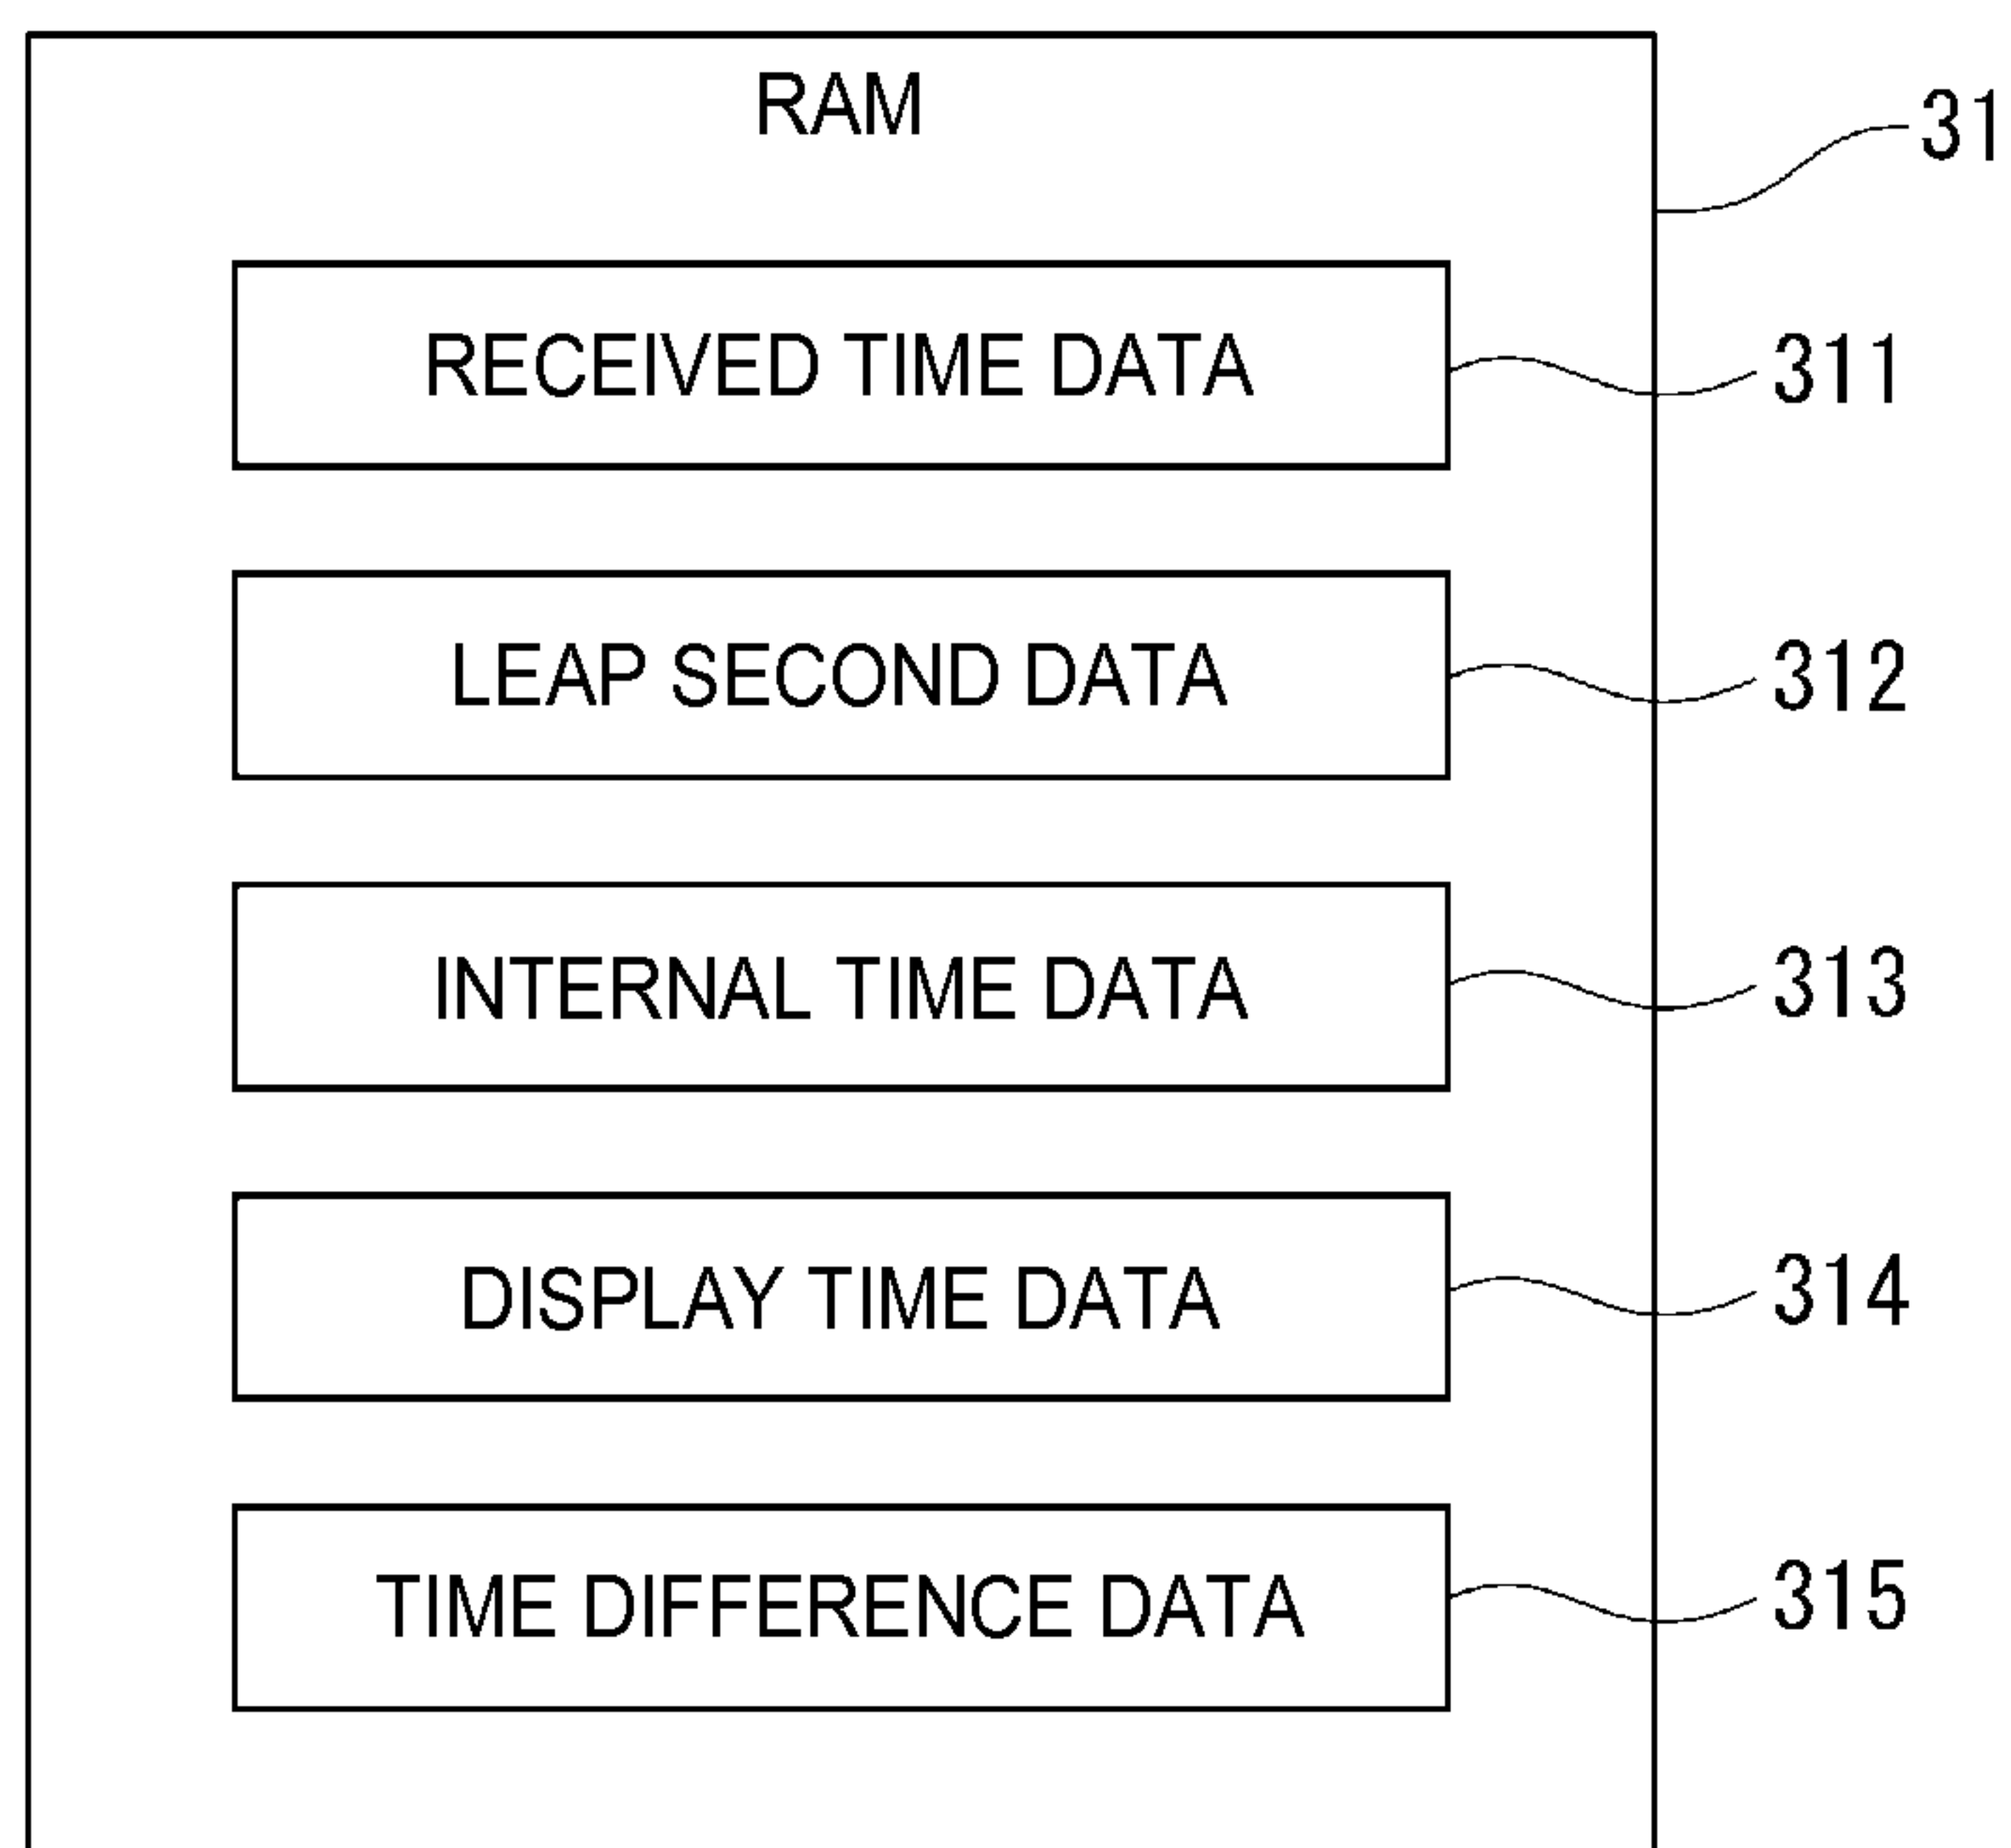 RAM
31
RECEIVED TIME DATA
311
LEAP SECOND DATA
312
INTERNAL TIME DATA
313
DISPLAY TIME DATA
314
TIME DIFFERENCE DATA
315